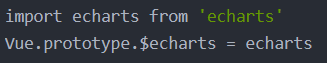 import echarts from 'echarts'
Vue.prototype.$echarts = echarts